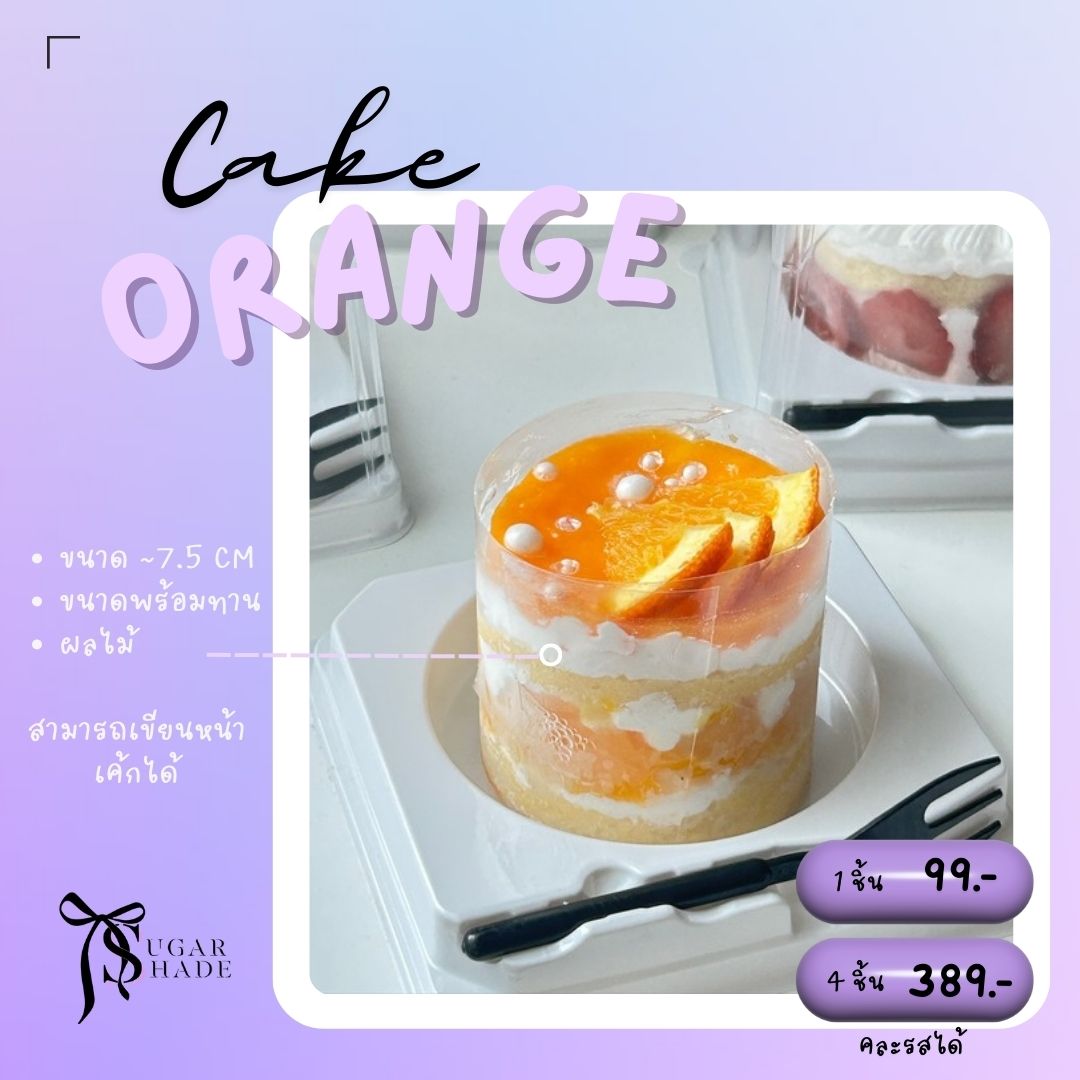 Cake
ORANGE
• ขนาด ~7.5 CM
• ขนาดพร้อมทาน
• ผลไม้
สามารถเขียนหน้า
เค้กได้
SUGAR
SHADE
1 ชิ้น 99.-
4 ชิ้น 389.-
คละรสได้